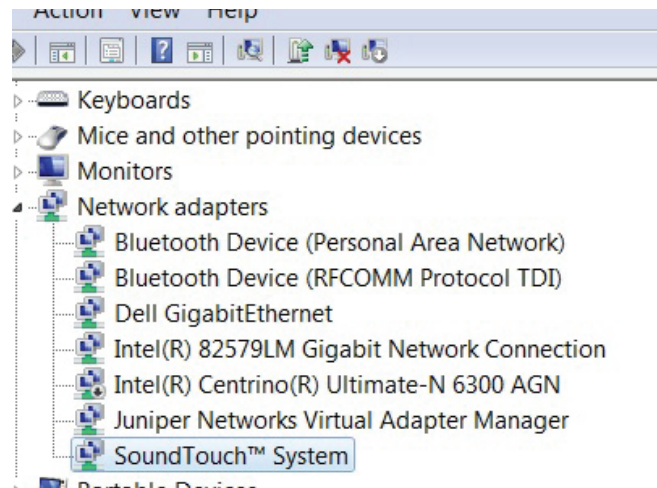 Action View Help
Keyboards
Mice and other pointing devices
Monitors
Network adapters
Bluetooth Device (Personal Area Network)
Bluetooth Device (RFCOMM Protocol TDI)
Dell GigabitEthernet
Intel(R) 82579LM Gigabit Network Connection
Intel(R) Centrino(R) Ultimate-N 6300 AGN
Juniper Networks Virtual Adapter Manager
SoundTouch™ System
Portable Devices